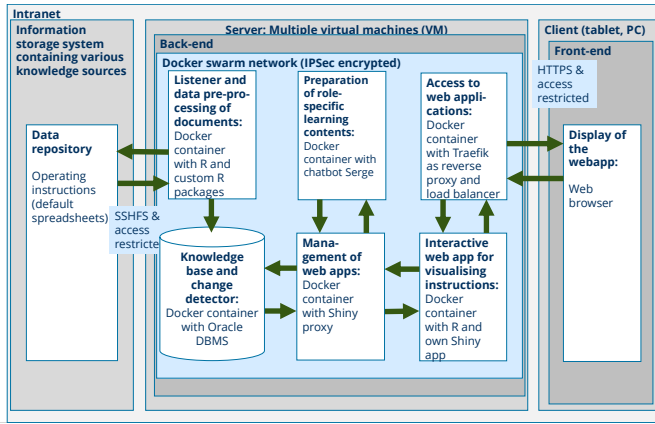 Intranet
Information
storage system
containing various
knowledge sources
Data
repository
Operating
instructions
(default
spreadsheets)
SSHFS &
access
restricte
Server: Multiple virtual machines (VM)
Back-end
Docker swarm network (IPSec encrypted)
Listener and
data pre-pro-
cessing of
documents:
Docker
container
with R and
custom R
packages
Preparation
of role-
specific
learning
contents:
Docker
container with
chatbot Serge
Access to
web appli-
cations:
Docker
container
with Traefik
as reverse
proxy and
load balancer
Knowledge
base and
change
detector:
Docker container
with Oracle
DBMS
Mana-
gement of
web apps:
Docker
container
with Shiny
proxy
Interactive
web app for
visualising
instructions:
Docker
container
with R and
own Shiny
app
Client (tablet, PC)
Front-end
HTTPS &
access
restricted
Display of
the
webapp:
Web
browser